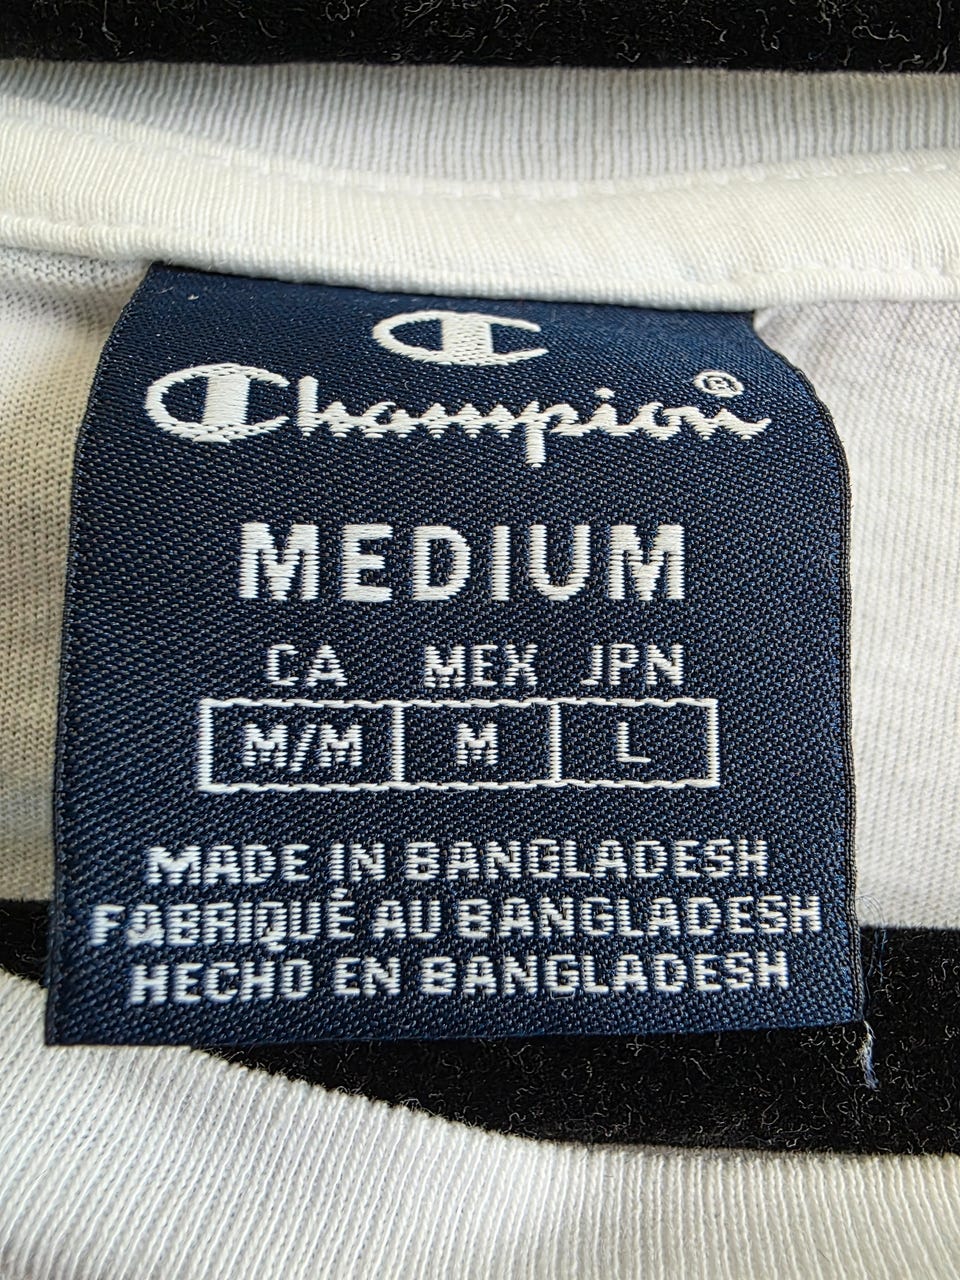 C
Champion®
MEDIUM
CA MEX JPN
M/M M L
MADE IN BANGLADESH
FABRIQUÉ AU BANGLADESH
HECHO EN BANGLADESH